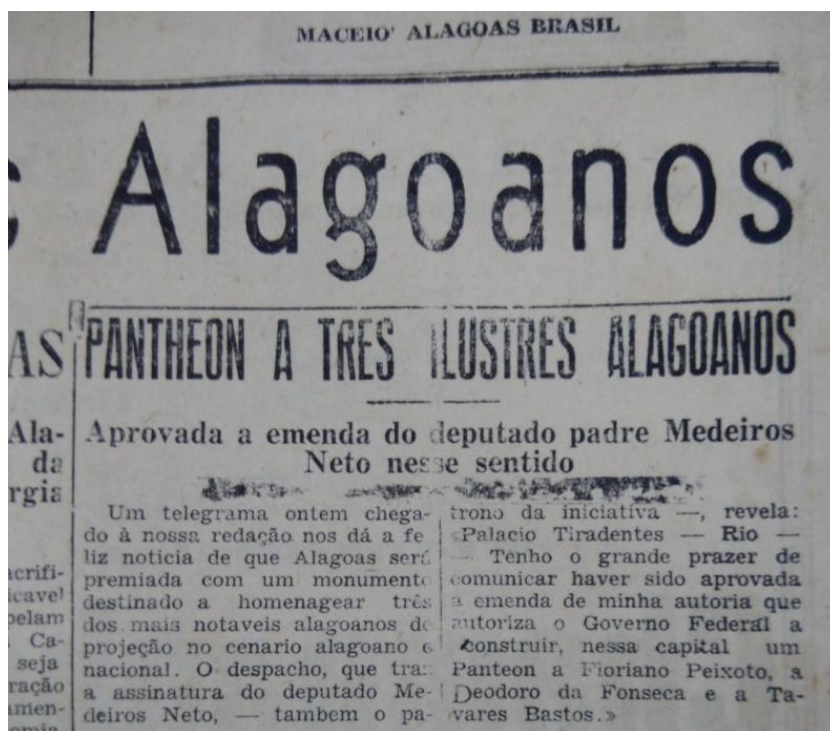 MACEIO' ALAGOAS BRASIL
Alagoanos
PANTHEON A TRES ILUSTRES ALAGOANOS
Aprovada a emenda do deputado padre Medeiros
Neto nesse sentido
Um telegrama ontem chega-
do à nossa redação nos dá a fe
liz noticia de que Alagoas será
premiada com um monumento
destinado a homenagear três
dos mais notaveis alagoanos de
projeção no cenario alagoano e
nacional. O despacho, que traz
a assinatura do deputado Me-
deiros Neto, — tambem o pa-
trono da iniciativa —, revela:
«Palacio Tiradentes — Rio —
— Tenho o grande prazer de
comunicar haver sido aprovada
a emenda de minha autoria que
autoriza o Governo Federal a
construir, nessa capital um
Panteon a Floriano Peixoto, a
Deodoro da Fonseca e a Ta-
vares Bastos.»
AS
Ala-
da
rgia
acrifi-
cavel
pelam
Ca-
seja
ração
amen-